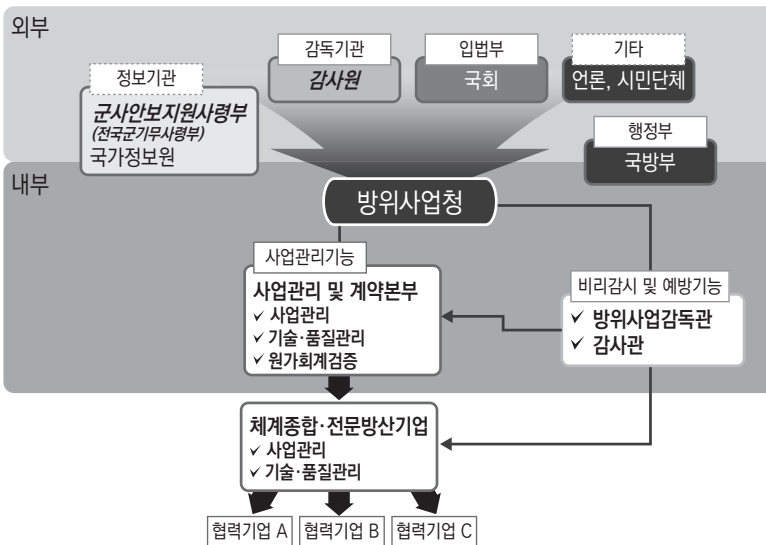 외부
감독기관
감사원
입법부
국회
기타
언론, 시민단체
정보기관
군사안보지원사령부
(전국군기무사령부)
국가정보원
행정부
국방부
내부
방위사업청
사업관리기능
사업관리 및 계약본부
✓ 사업관리
✓ 기술·품질관리
✓ 원가회계검증
비리감시 및 예방기능
✓ 방위사업감독관
✓ 감사관
체계종합·전문방산기업
✓ 사업관리
✓ 기술·품질관리
협력기업 A
협력기업 B
협력기업 C